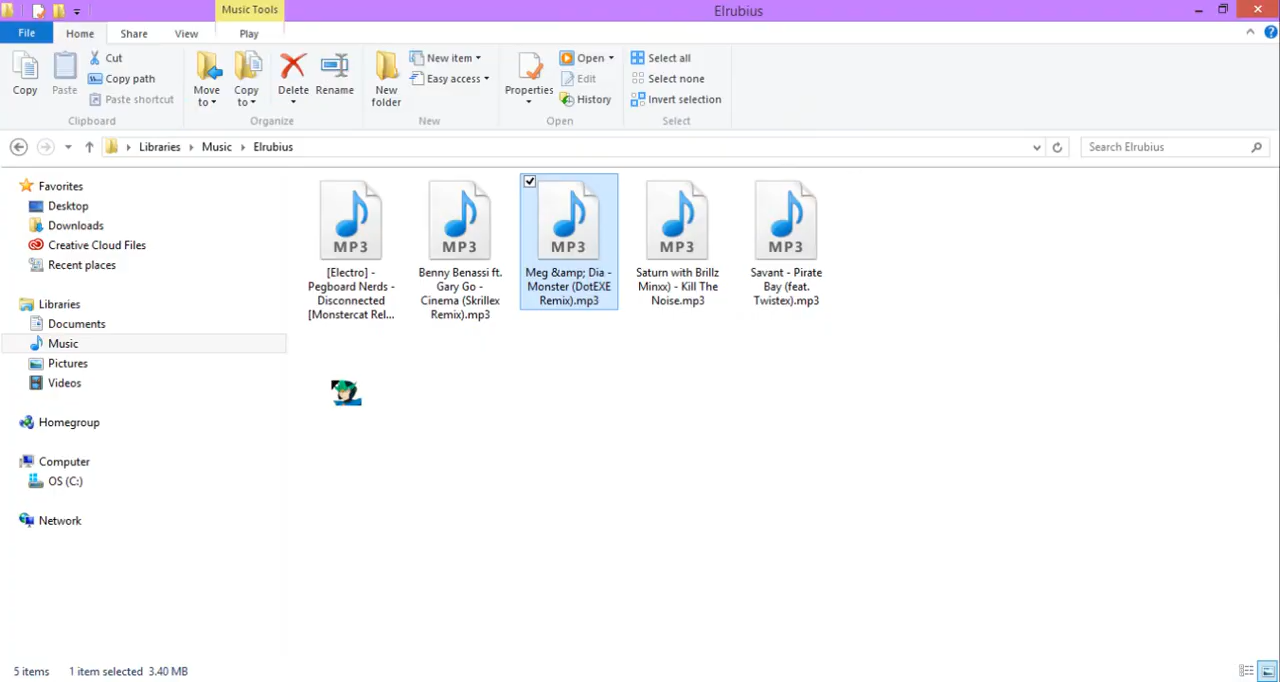 Music Tools
Elrubius
File Home Share View Play
Copy Paste Cut Copy path Paste shortcut
Clipboard
Move to Copy to Delete Rename
Organize
New folder New item Easy access
New
Properties Open Edit History
Open
Select all Select none Invert selection
Select
Libraries Music Elrubius
Search Elrubius
Favorites
Desktop
Downloads
Creative Cloud Files
Recent places
Libraries
Documents
Music
Pictures
Videos
Homegroup
Computer
OS (C:)
Network
MP3
[Electro] -
Pegboard Nerds -
Disconnected
[Monstercat Rel...
MP3
Benny Benassi ft.
Gary Go -
Cinema (Skrillex
Remix).mp3
MP3
Meg &amp; Dia -
Monster (DotEXE
Remix).mp3
MP3
Saturn with Brillz
Minxx) - Kill The
Noise.mp3
MP3
Savant - Pirate
Bay (feat.
Twistex).mp3
5 items 1 item selected 3.40 MB